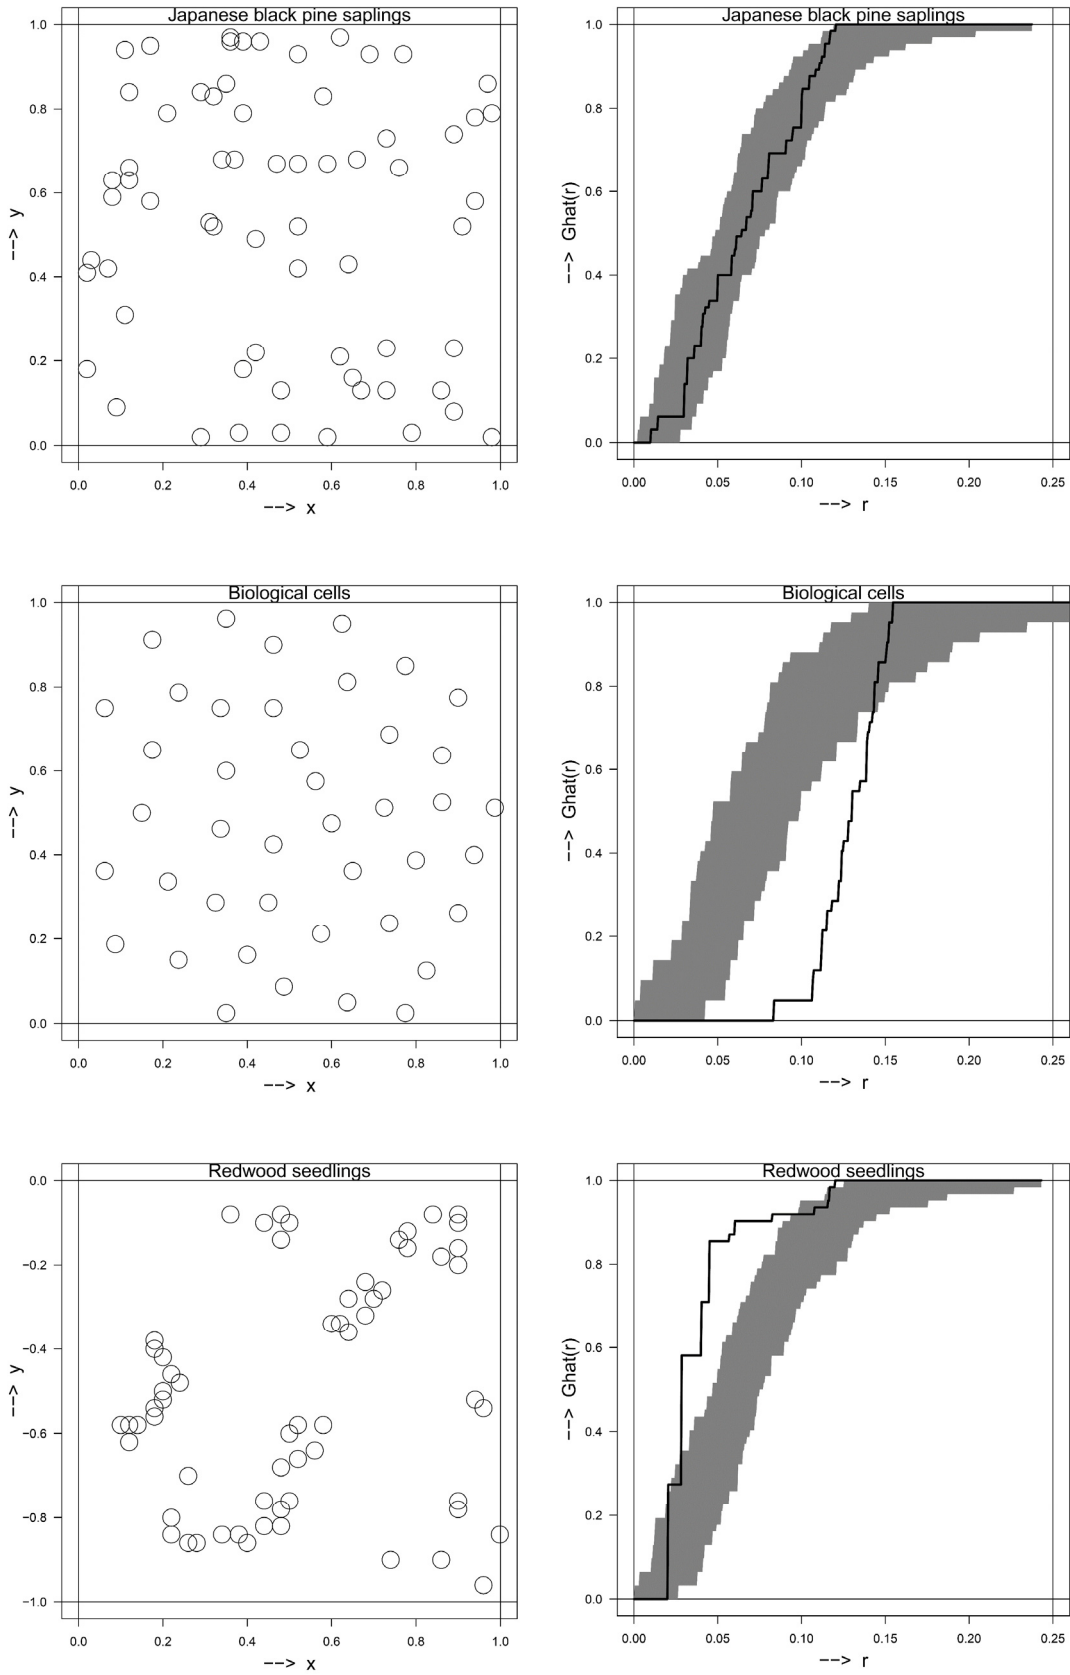 Japanese black pine saplings
1.0
0.8
0.6
0.4
0.2
0.0
--> y
0.0 0.2 0.4 0.6 0.8 1.0
--> x
Japanese black pine saplings
1.0
0.8
0.6
0.4
0.2
0.0
--> Ghat(r)
0.00 0.05 0.10 0.15 0.20 0.25
--> r
Biological cells
1.0
0.8
0.6
0.4
0.2
0.0
--> y
0.0 0.2 0.4 0.6 0.8 1.0
--> x
Biological cells
1.0
0.8
0.6
0.4
0.2
0.0
--> Ghat(r)
0.00 0.05 0.10 0.15 0.20 0.25
--> r
Redwood seedlings
0.0
−0.2
−0.4
−0.6
−0.8
−1.0
--> y
0.0 0.2 0.4 0.6 0.8 1.0
--> x
Redwood seedlings
1.0
0.8
0.6
0.4
0.2
0.0
--> Ghat(r)
0.00 0.05 0.10 0.15 0.20 0.25
--> r